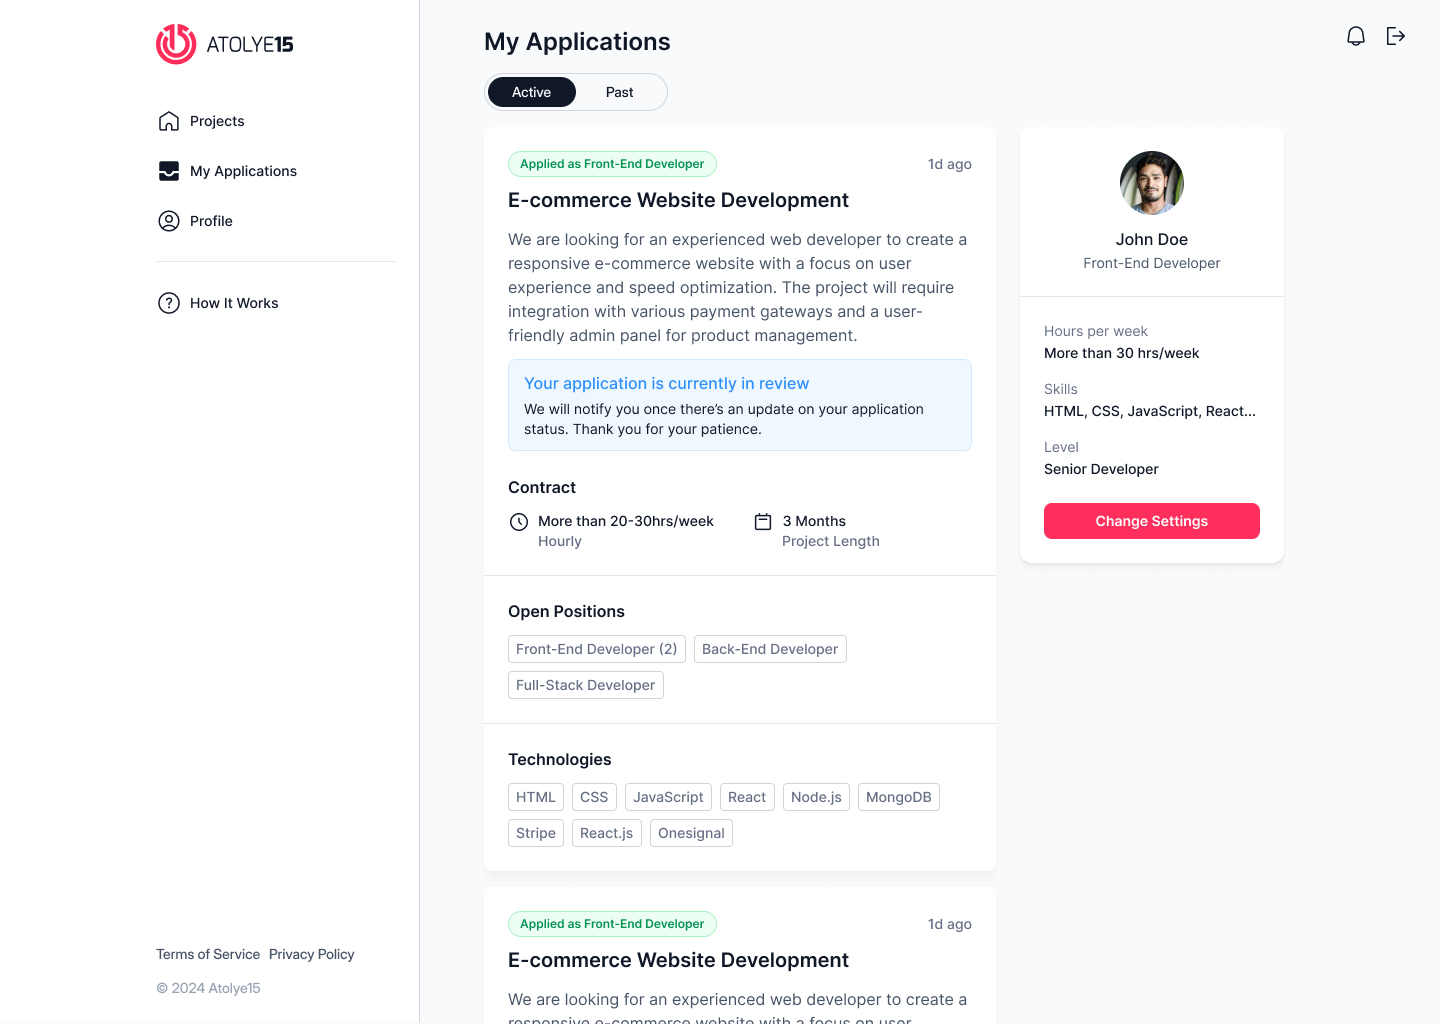 ATOLYE15
Projects
My Applications
Profile
How It Works
Terms of Service Privacy Policy
© 2024 Atolye15
My Applications
Active Past
Applied as Front-End Developer 1d ago
E-commerce Website Development
We are looking for an experienced web developer to create a
responsive e-commerce website with a focus on user
experience and speed optimization. The project will require
integration with various payment gateways and a user-
friendly admin panel for product management.
Your application is currently in review
We will notify you once there’s an update on your application
status. Thank you for your patience.
Contract
More than 20-30hrs/week
Hourly
3 Months
Project Length
Open Positions
Front-End Developer (2) Back-End Developer
Full-Stack Developer
Technologies
HTML CSS JavaScript React Node.js MongoDB
Stripe React.js Onesignal
Applied as Front-End Developer 1d ago
E-commerce Website Development
We are looking for an experienced web developer to create a
responsive e-commerce website with a focus on user
John Doe
Front-End Developer
Hours per week
More than 30 hrs/week
Skills
HTML, CSS, JavaScript, React...
Level
Senior Developer
Change Settings